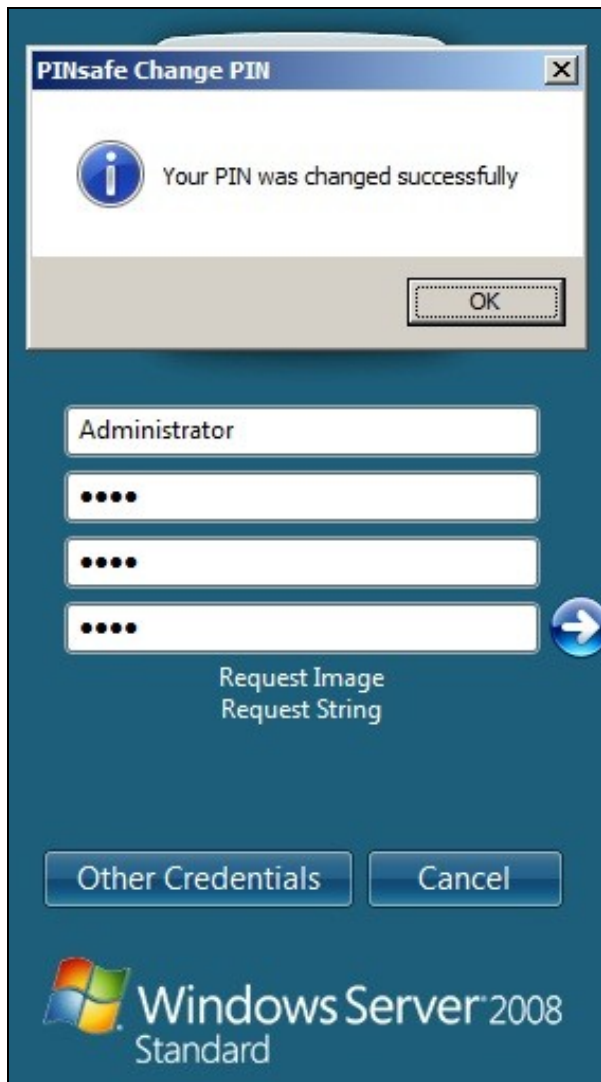 PINsafe Change PIN
Your PIN was changed successfully
OK
Administrator
••••
••••
••••
Request Image
Request String
Other Credentials
Cancel
Windows Server 2008
Standard